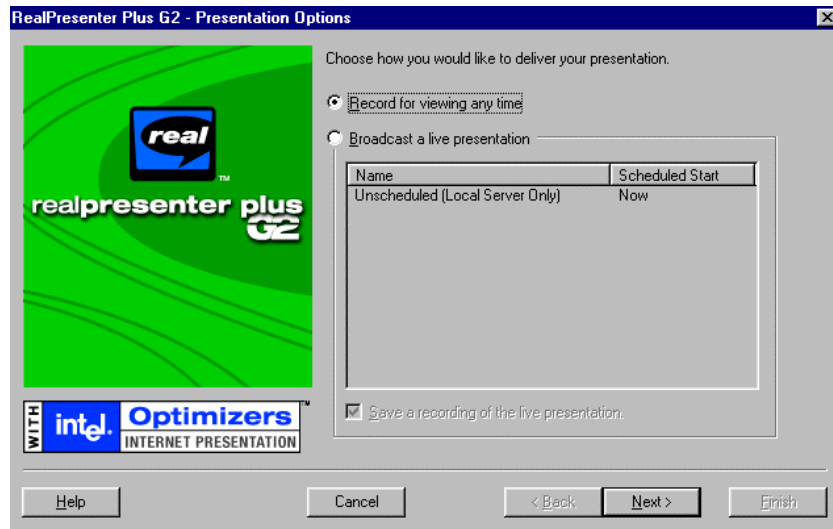 RealPresenter Plus G2 - Presentation Options
Choose how you would like to deliver your presentation.
Record for viewing any time
Broadcast a live presentation
Name Scheduled Start
Unscheduled (Local Server Only) Now
Save a recording of the live presentation.
real
TM
realpresenter plus
G2
WITH
intel.
Optimizers™
INTERNET PRESENTATION
Help Cancel < Back Next > Finish